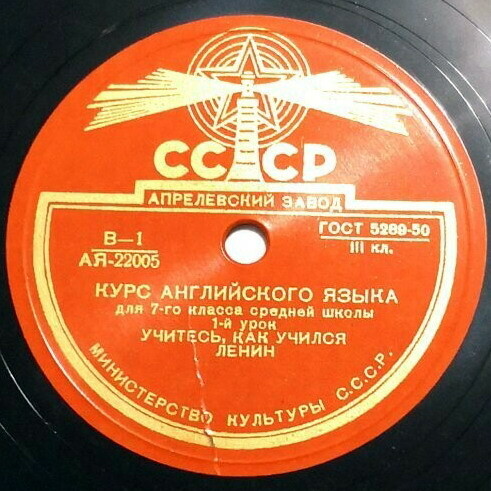 СССР
АПРЕЛЕВСКИЙ ЗАВОД
В—1
АЯ-22005
ГОСТ 5289-50
III кл.
КУРС АНГЛИЙСКОГО ЯЗЫКА
для 7-го класса средней школы
1-й урок
УЧИТЕСЬ, КАК УЧИЛСЯ
ЛЕНИН
МИНИСТЕРСТВО КУЛЬТУРЫ С.С.С.Р.